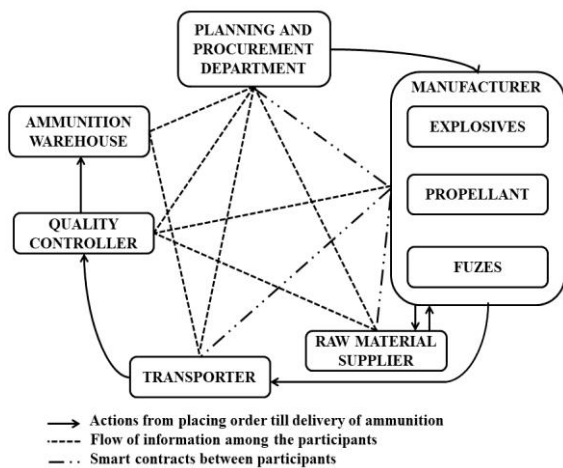 PLANNING AND
PROCUREMENT
DEPARTMENT
MANUFACTURER
EXPLOSIVES
PROPELLANT
FUZES
AMMUNITION
WAREHOUSE
QUALITY
CONTROLLER
RAW MATERIAL
SUPPLIER
TRANSPORTER
Actions from placing order till delivery of ammunition
Flow of information among the participants
Smart contracts between participants